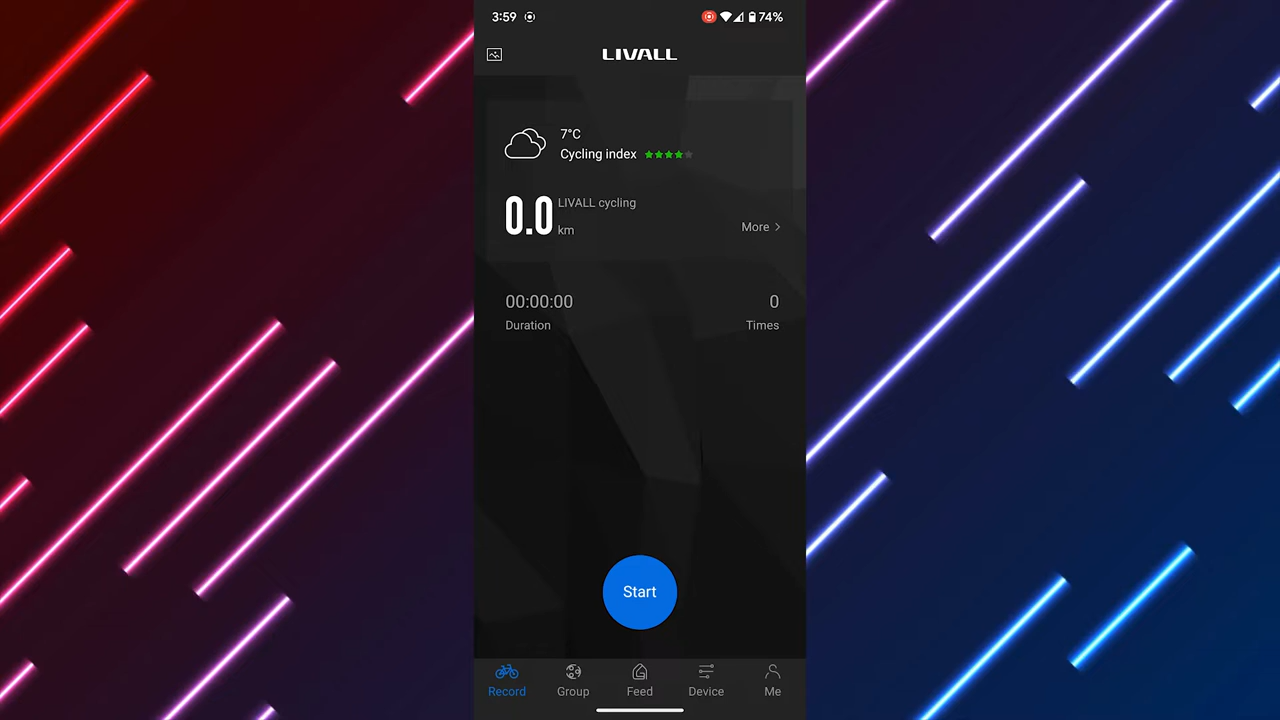 3:59
74%
LIVALL
7°C
Cycling index
0.0 LIVALL cycling
km
More >
00:00:00 0
Duration Times
Start
Record Group Feed Device Me